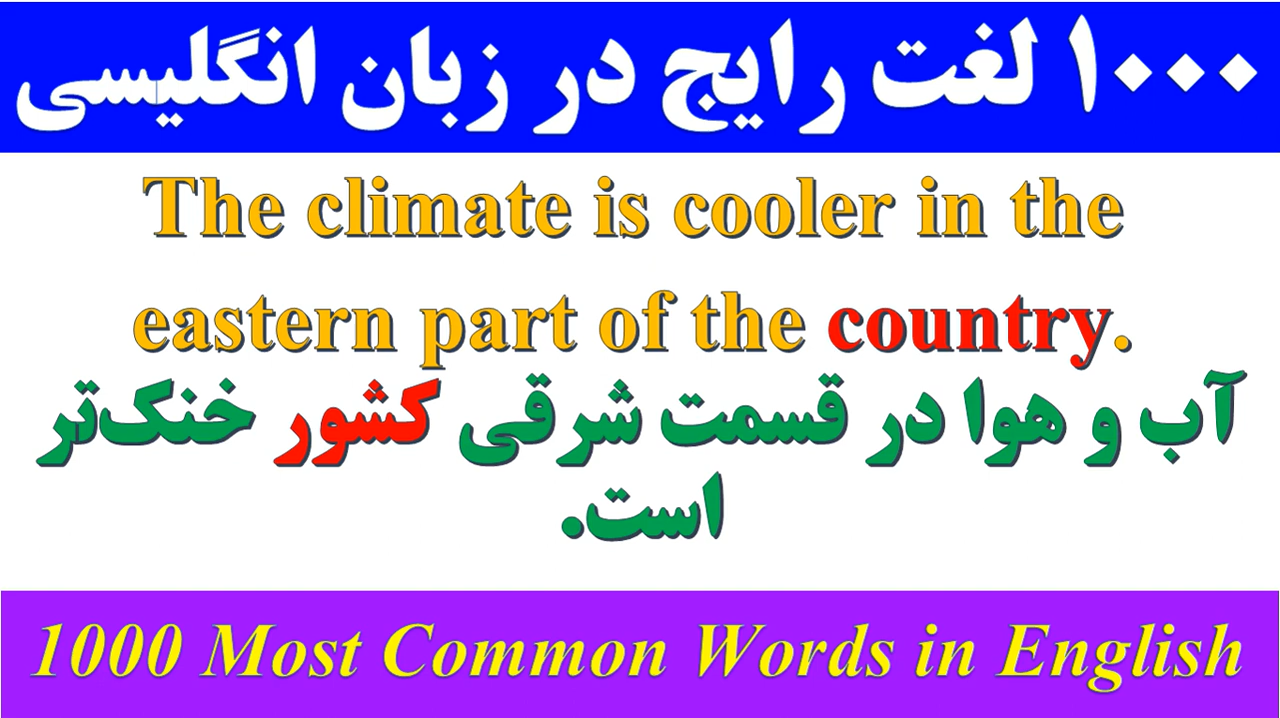 ۱۰۰۰ لغت رایج در زبان انگلیسی
The climate is cooler in the
eastern part of the country.
آب و هوا در قسمت شرقی کشور خنک‌تر
است.
1000 Most Common Words in English